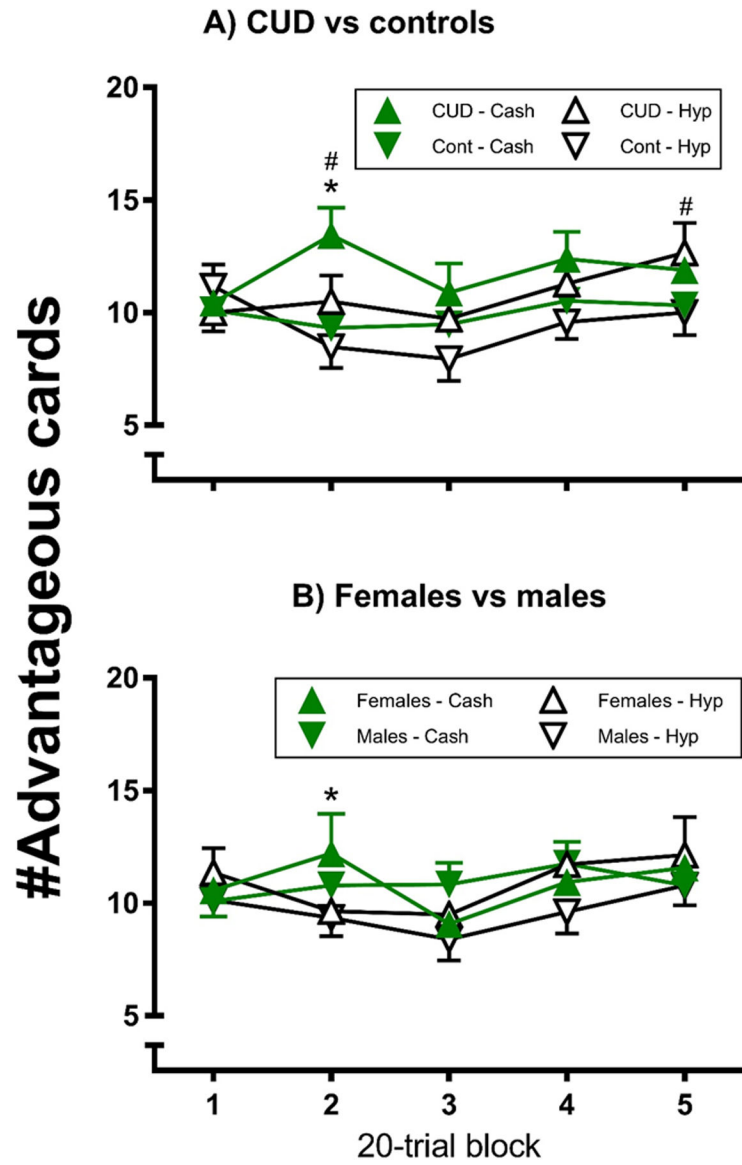 A) CUD vs controls
20
CUD - Cash CUD - Hyp
Cont - Cash Cont - Hyp
15
# #
*
10
5
#Advantageous cards
B) Females vs males
20
Females - Cash Females - Hyp
Males - Cash Males - Hyp
15
*
10
5
1 2 3 4 5
20-trial block